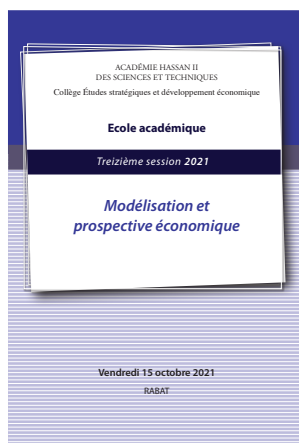 ACADÉMIE HASSAN II
DES SCIENCES ET TECHNIQUES
Collège Études stratégiques et développement économique
Ecole académique
Treizième session 2021
Modélisation et
prospective économique
Vendredi 15 octobre 2021
RABAT